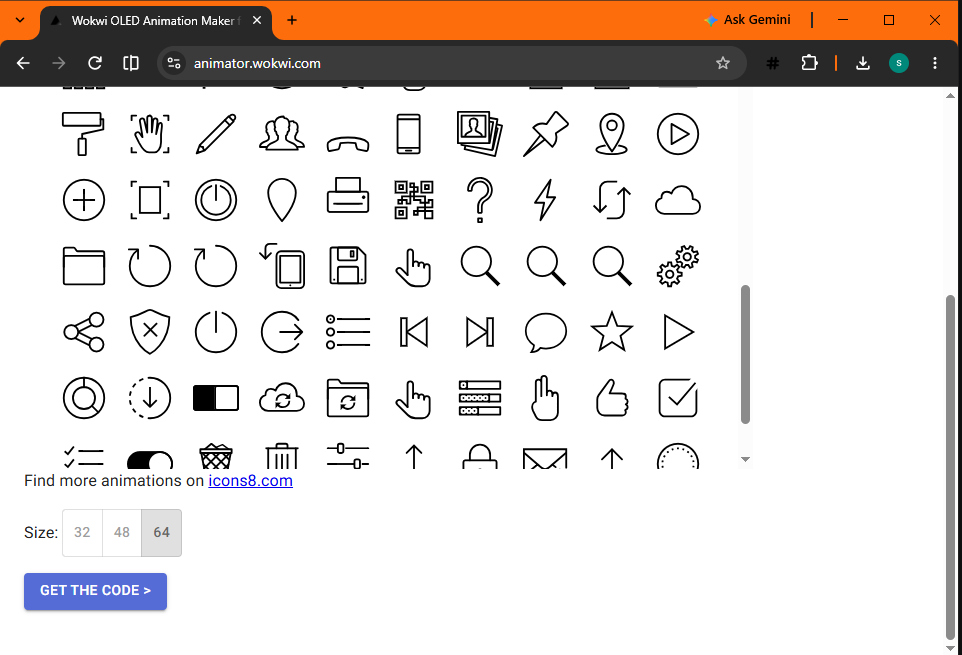 Wokwi OLED Animation Maker f
Ask Gemini
animator.wokwi.com
S
Find more animations on icons8.com
Size: 32 48 64
GET THE CODE >